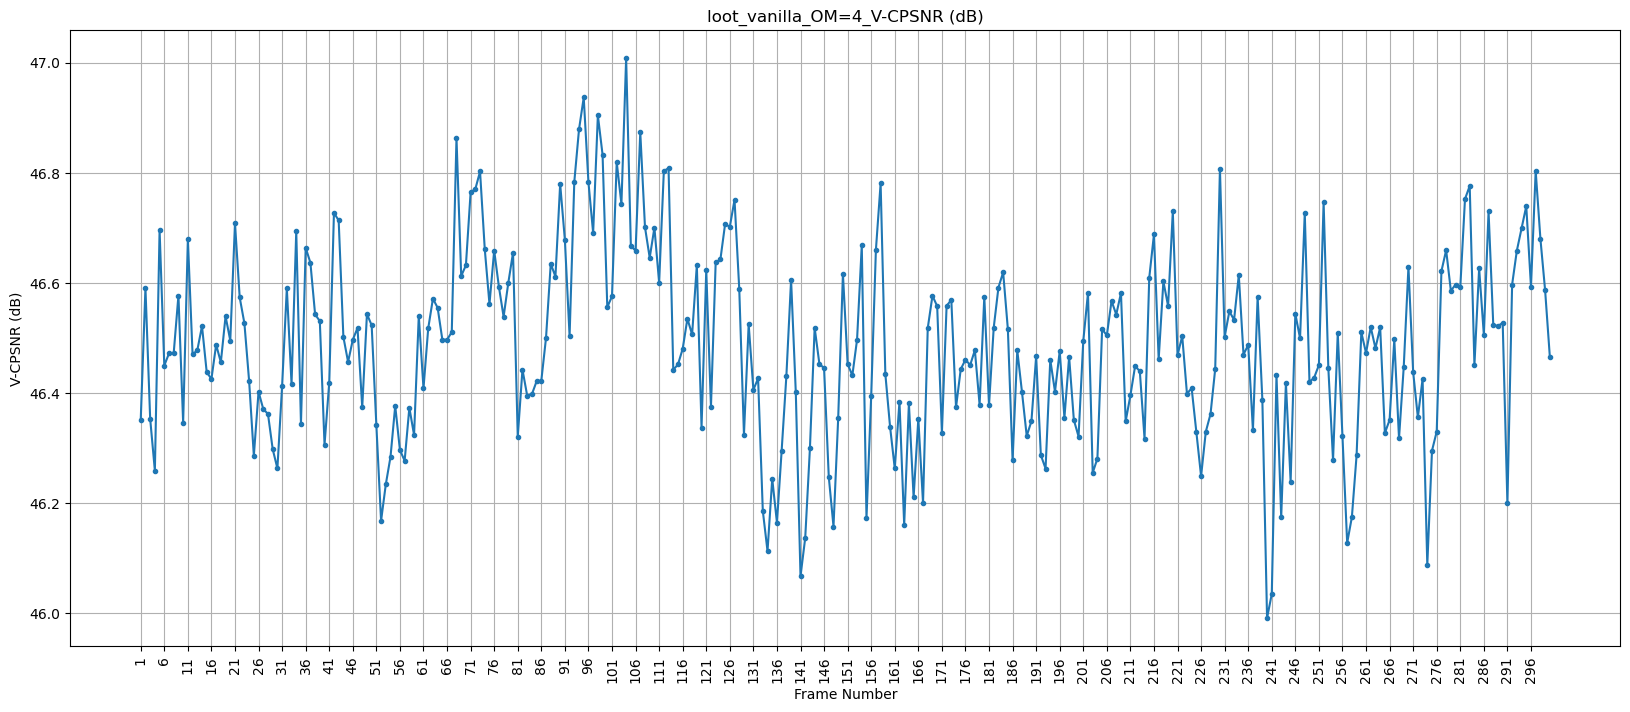 loot_vanilla_OM=4_V-CPSNR (dB)
V-CPSNR (dB)
47.0
46.8
46.6
46.4
46.2
46.0
1 6 11 16 21 26 31 36 41 46 51 56 61 66 71 76 81 86 91 96 101 106 111 116 121 126 131 136 141 146 151 156 161 166 171 176 181 186 191 196 201 206 211 216 221 226 231 236 241 246 251 256 261 266 271 276 281 286 291 296
Frame Number